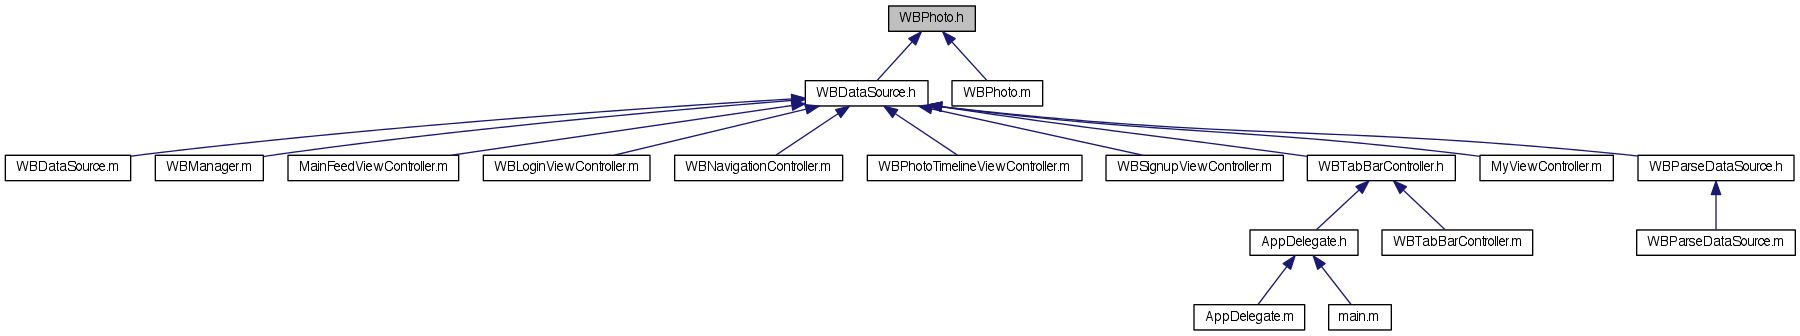 WBPhoto.h
WBDataSource.h
WBPhoto.m
WBDataSource.m
WBManager.m
MainFeedViewController.m
WBLoginViewController.m
WBNavigationController.m
WBPhotoTimelineViewController.m
WBSignupViewController.m
WBTabBarController.h
MyViewController.m
WBParseDataSource.h
AppDelegate.h
WBTabBarController.m
WBParseDataSource.m
AppDelegate.m
main.m